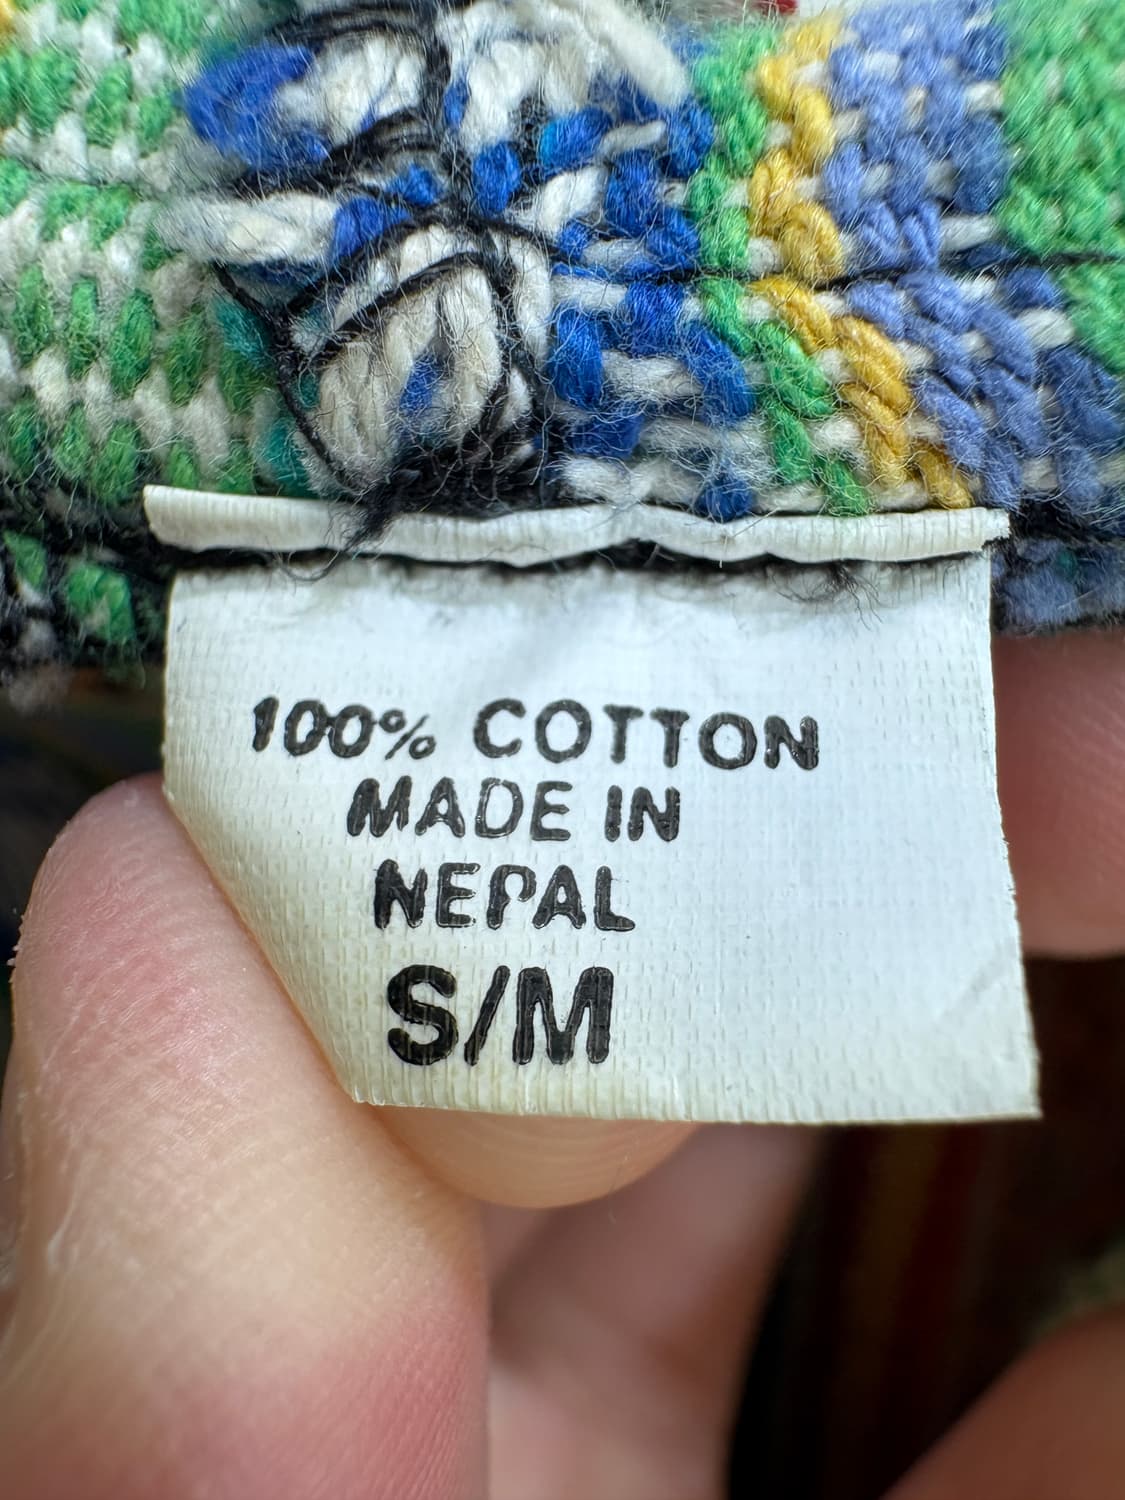 100% COTTON
MADE IN
NEPAL
S/M